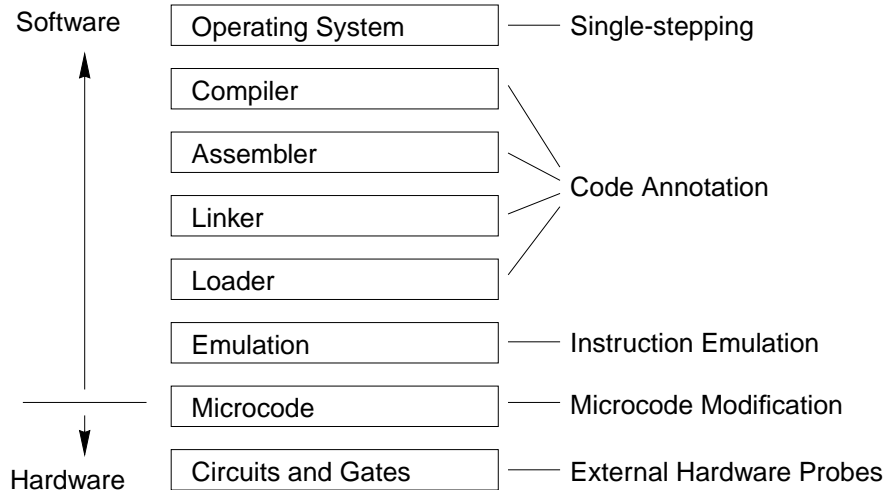 Software
Operating System
Single-stepping
Compiler
Assembler
Code Annotation
Linker
Loader
Emulation
Instruction Emulation
Microcode
Microcode Modification
Hardware
Circuits and Gates
External Hardware Probes